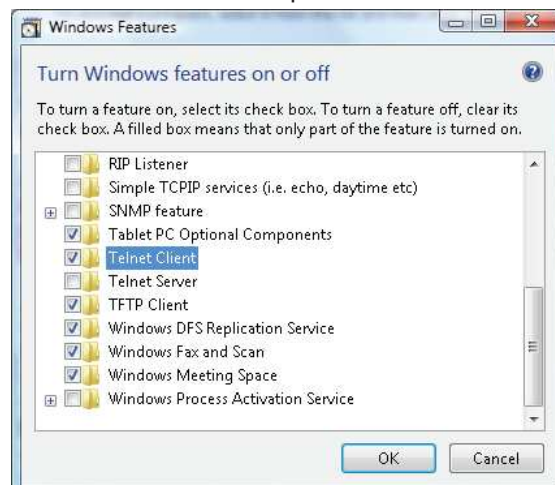 Windows Features
Turn Windows features on or off
To turn a feature on, select its check box. To turn a feature off, clear its
check box. A filled box means that only part of the feature is turned on.
RIP Listener
Simple TCPIP services (i.e. echo, daytime etc)
SNMP feature
Tablet PC Optional Components
Telnet Client
Telnet Server
TFTP Client
Windows DFS Replication Service
Windows Fax and Scan
Windows Meeting Space
Windows Process Activation Service
OK Cancel